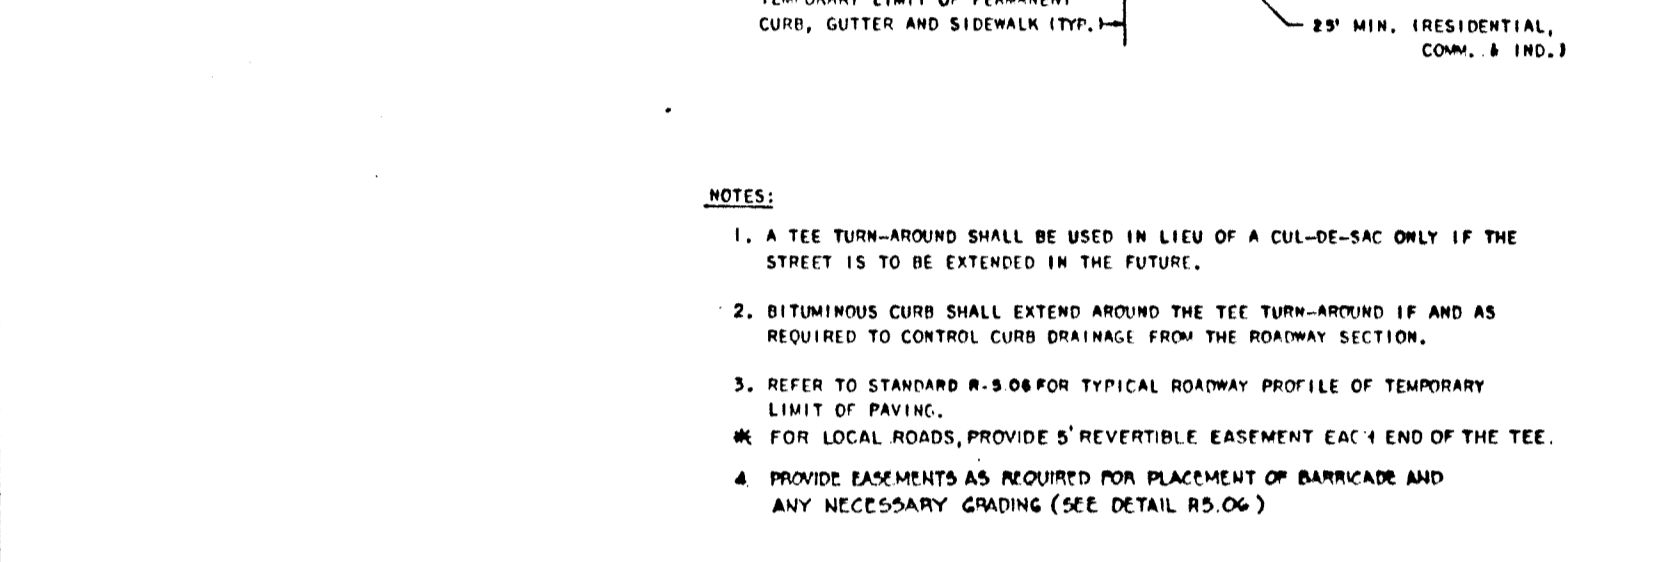 TEMPORARY LIMIT OF PERMANENT
CURB, GUTTER AND SIDEWALK (TYP.)
25' MIN. (RESIDENTIAL,
COMM. & IND.)
NOTES:
1. A TEE TURN-AROUND SHALL BE USED IN LIEU OF A CUL-DE-SAC ONLY IF THE
STREET IS TO BE EXTENDED IN THE FUTURE.
2. BITUMINOUS CURB SHALL EXTEND AROUND THE TEE TURN-AROUND IF AND AS
REQUIRED TO CONTROL CURB DRAINAGE FROM THE ROADWAY SECTION.
3. REFER TO STANDARD R-5.06 FOR TYPICAL ROADWAY PROFILE OF TEMPORARY
LIMIT OF PAVING.
* FOR LOCAL ROADS, PROVIDE 5' REVERTIBLE EASEMENT EACH END OF THE TEE.
4. PROVIDE EASEMENTS AS REQUIRED FOR PLACEMENT OF BARRICADE AND
ANY NECESSARY GRADING (SEE DETAIL R5.06)